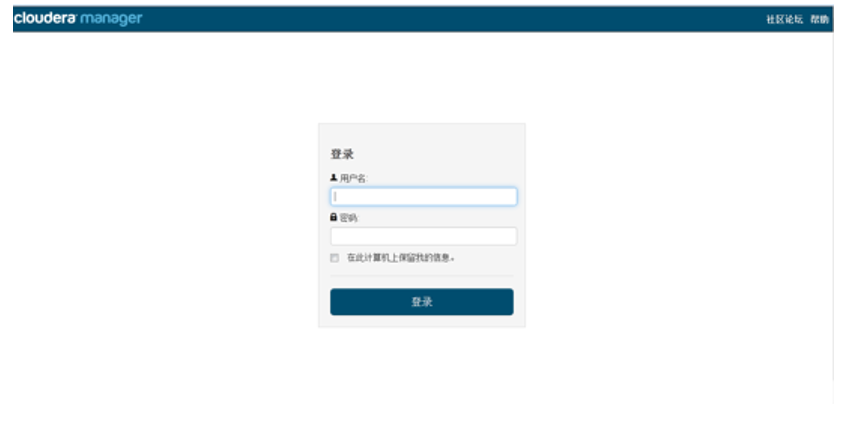 cloudera manager
社区论坛 帮助
登录
用户名:
密码:
在此计算机上保留我的信息。
登录